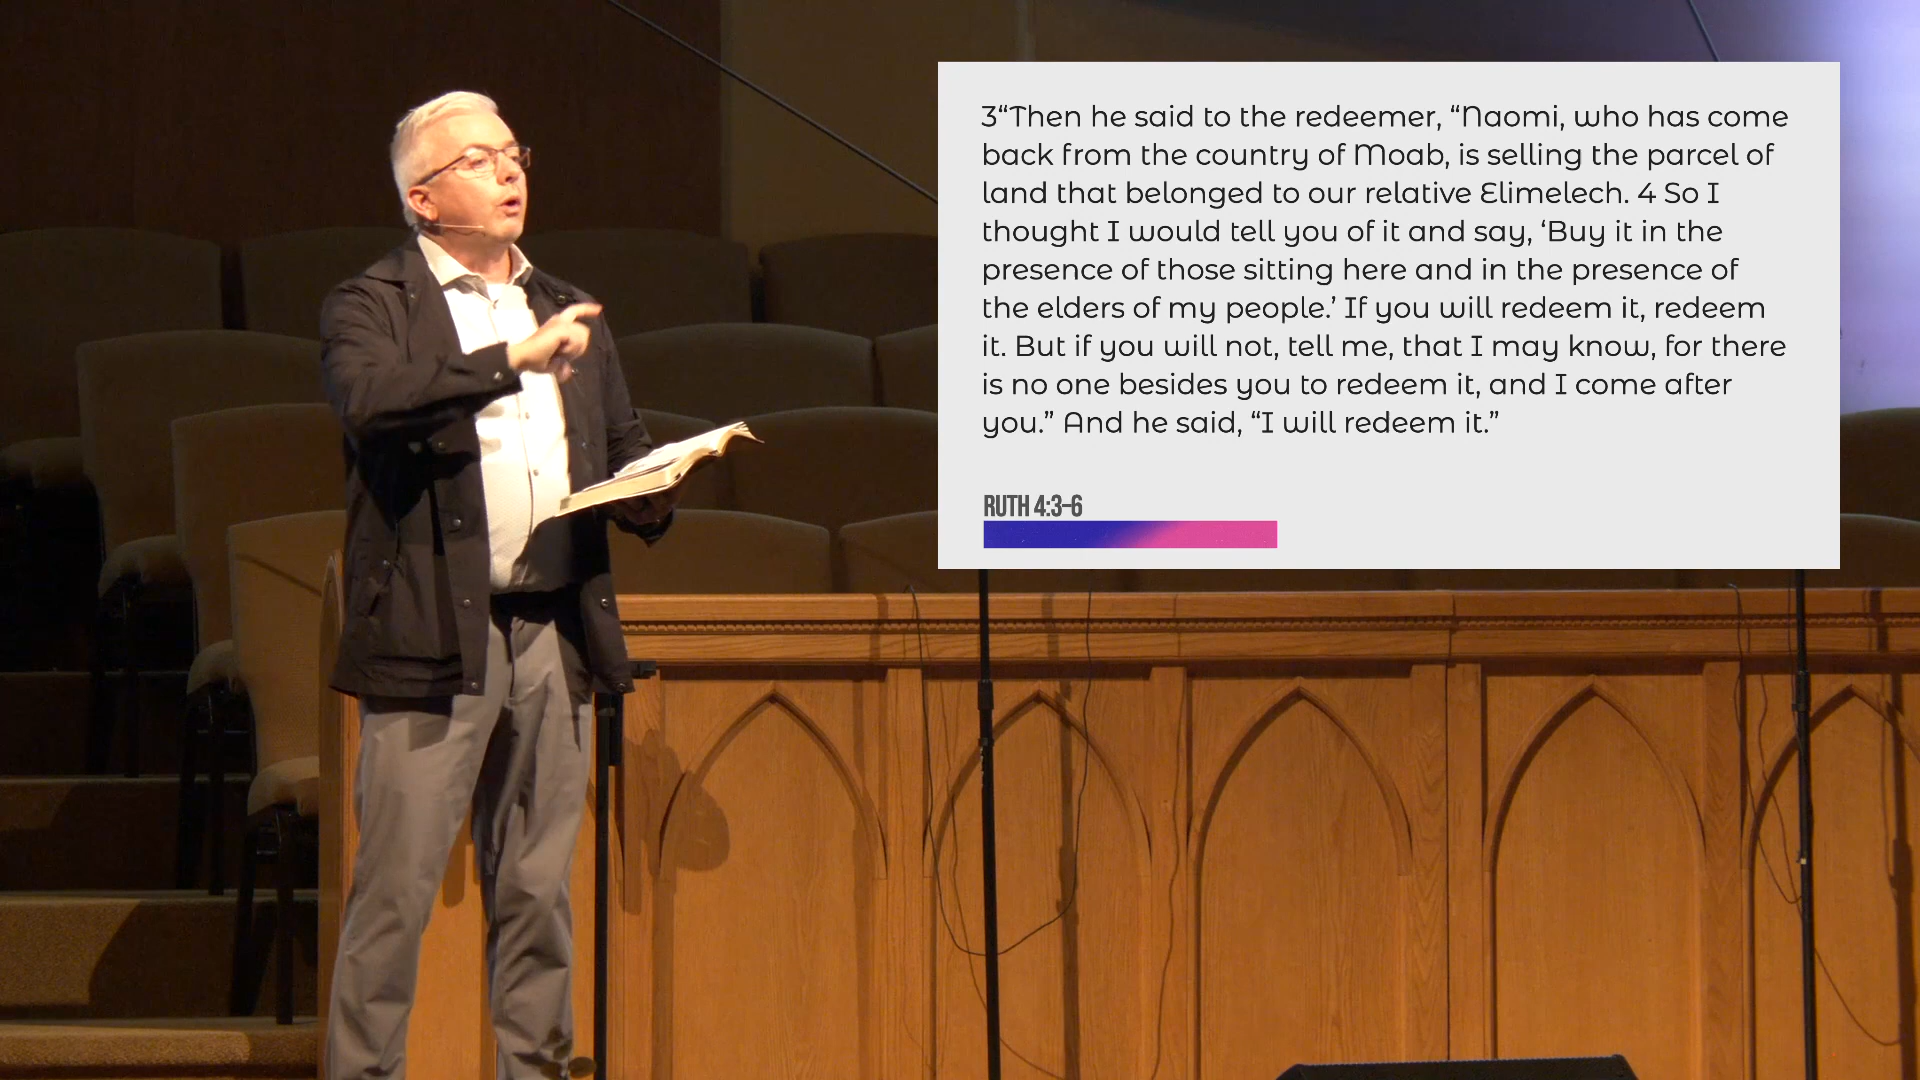 3“Then he said to the redeemer, “Naomi, who has come
back from the country of Moab, is selling the parcel of
land that belonged to our relative Elimelech. 4 So I
thought I would tell you of it and say, ‘Buy it in the
presence of those sitting here and in the presence of
the elders of my people.’ If you will redeem it, redeem
it. But if you will not, tell me, that I may know, for there
is no one besides you to redeem it, and I come after
you.” And he said, “I will redeem it.”
RUTH 4:3-6